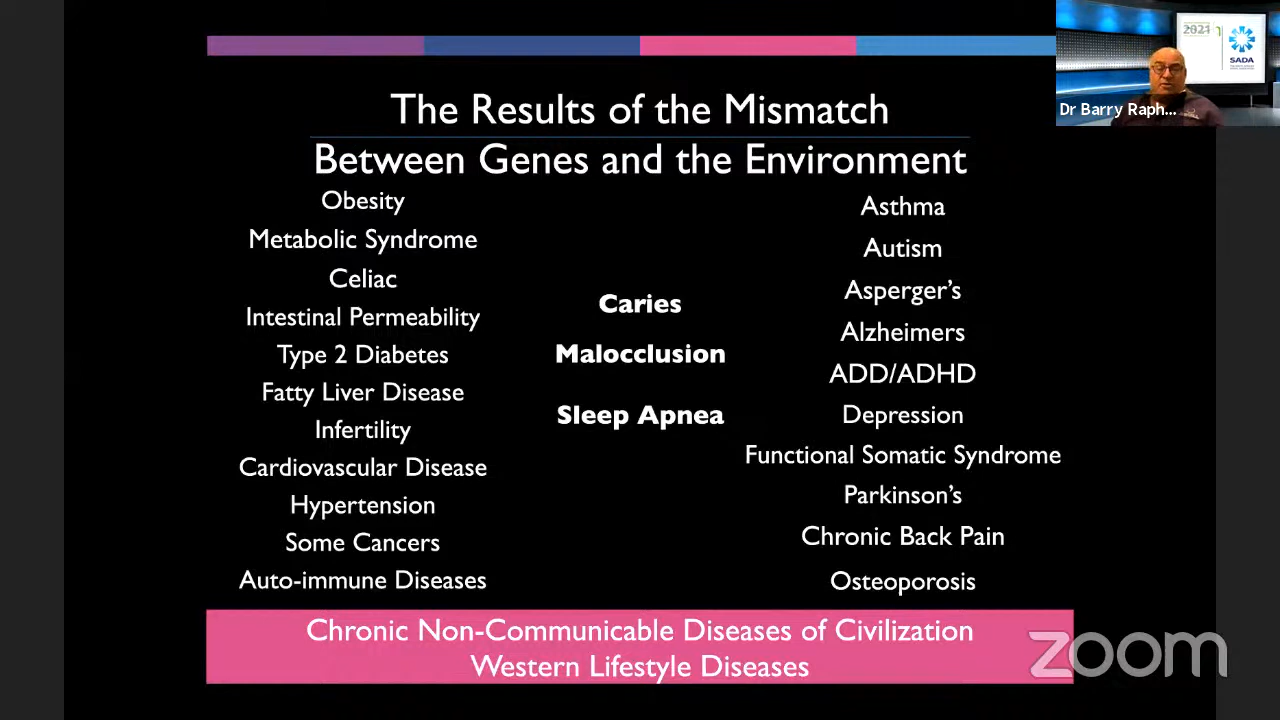 The Results of the Mismatch
Between Genes and the Environment
Obesity
Metabolic Syndrome
Celiac
Intestinal Permeability
Type 2 Diabetes
Fatty Liver Disease
Infertility
Cardiovascular Disease
Hypertension
Some Cancers
Auto-immune Diseases
Caries
Malocclusion
Sleep Apnea
Asthma
Autism
Asperger’s
Alzheimers
ADD/ADHD
Depression
Functional Somatic Syndrome
Parkinson’s
Chronic Back Pain
Osteoporosis
Chronic Non-Communicable Diseases of Civilization
Western Lifestyle Diseases
zoom
2021
SADA
Dr Barry Raph...